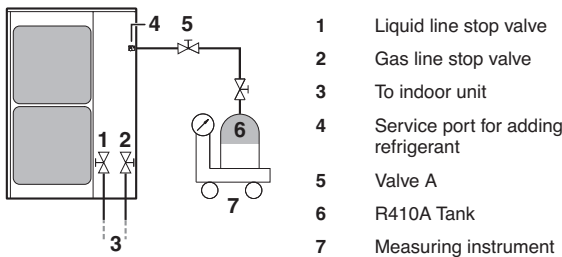 4 5
1 2
3
6
7
1 Liquid line stop valve
2 Gas line stop valve
3 To indoor unit
4 Service port for adding
refrigerant
5 Valve A
6 R410A Tank
7 Measuring instrument